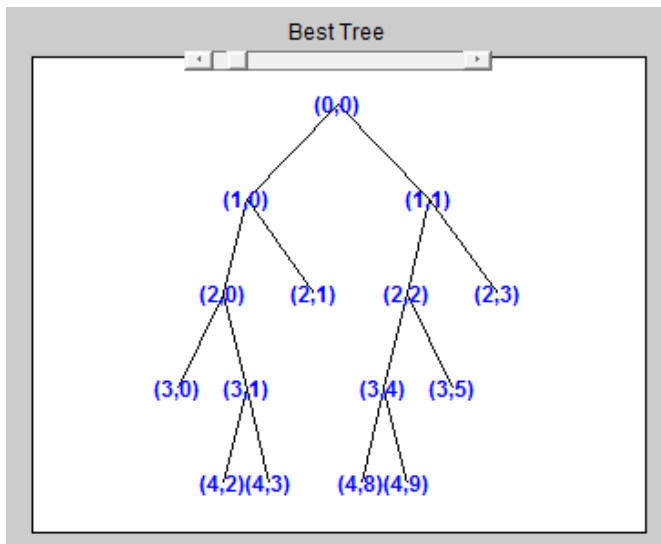 Best Tree
(0,0)
(1,0) (1,1)
(2,0) (2,1) (2,2) (2,3)
(3,0) (3,1) (3,4) (3,5)
(4,2)(4,3) (4,8)(4,9)